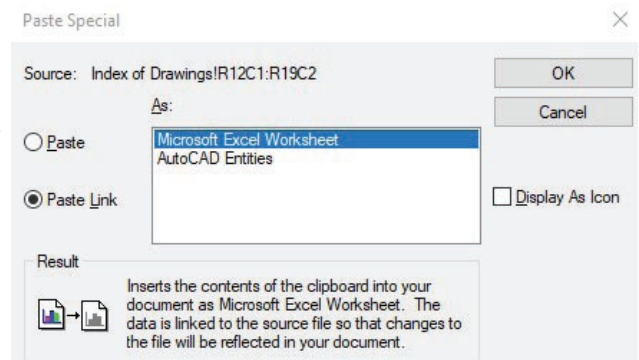 Paste Special
Source: Index of Drawings!R12C1:R19C2
OK
Cancel
As:
Paste
Paste Link
Microsoft Excel Worksheet
AutoCAD Entities
Display As Icon
Result
Inserts the contents of the clipboard into your
document as Microsoft Excel Worksheet. The
data is linked to the source file so that changes to
the file will be reflected in your document.